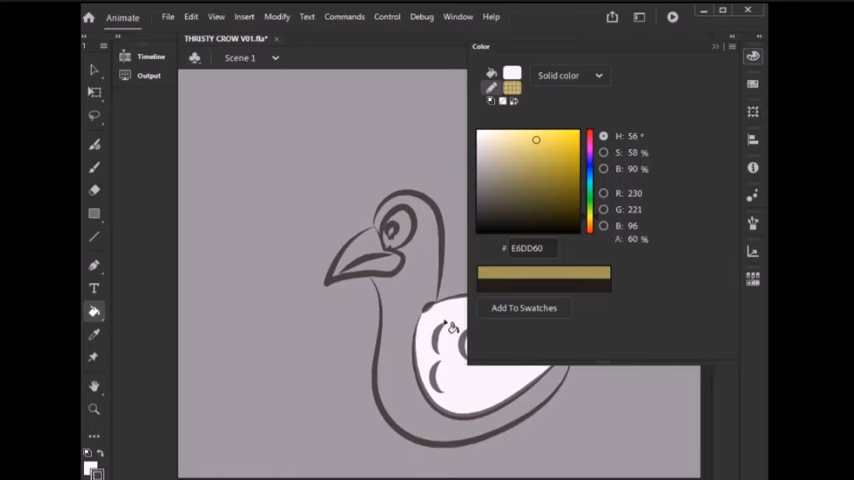 Animate File Edit View Insert Modify Text Commands Control Debug Window Help
THRISTY CROW V01.fla* ×
Timeline
Output
Scene 1
Color
Solid color
H: 56 °
S: 58 %
B: 90 %
R: 230
G: 221
B: 96
A: 60 %
# E6DD60
Add To Swatches